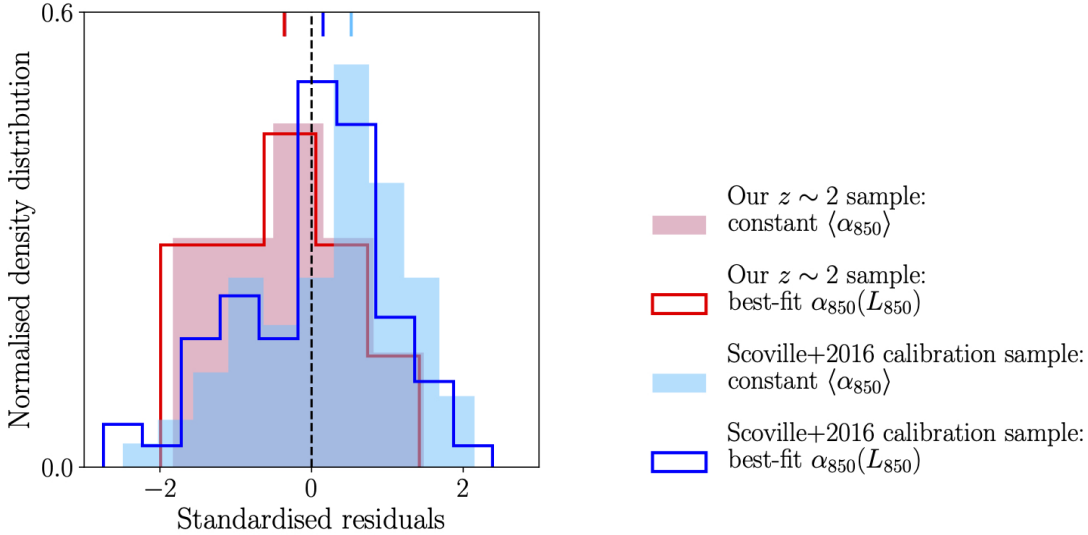 0.6
Normalised density distribution
0.0
−2
0
2
Standardised residuals
Our z ∼ 2 sample:
constant ⟨α850⟩
Our z ∼ 2 sample:
best-fit α850(L850)
Scoville+2016 calibration sample:
constant ⟨α850⟩
Scoville+2016 calibration sample:
best-fit α850(L850)